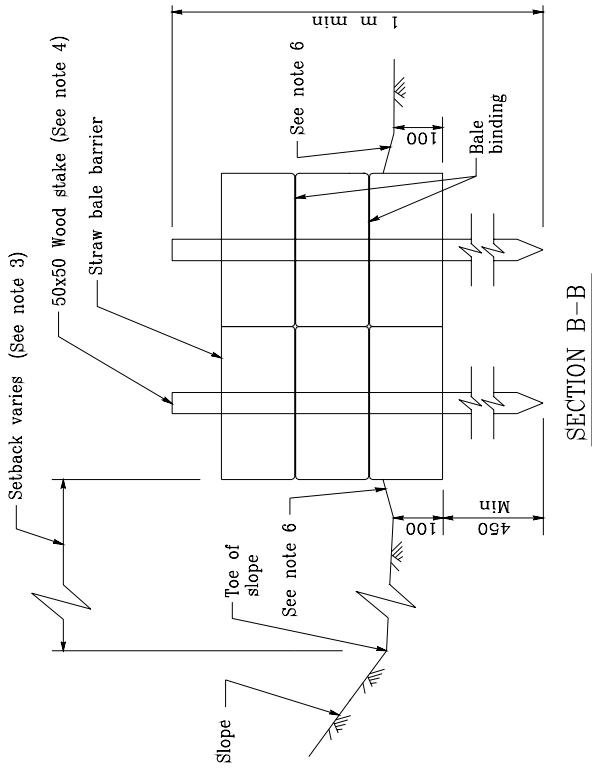 Setback varies (See note 3)
50x50 Wood stake (See note 4)
Straw bale barrier
See note 6
1 m min
100
Bale
binding
Slope
Toe of
slope
See note 6
100
450
Min
SECTION B-B